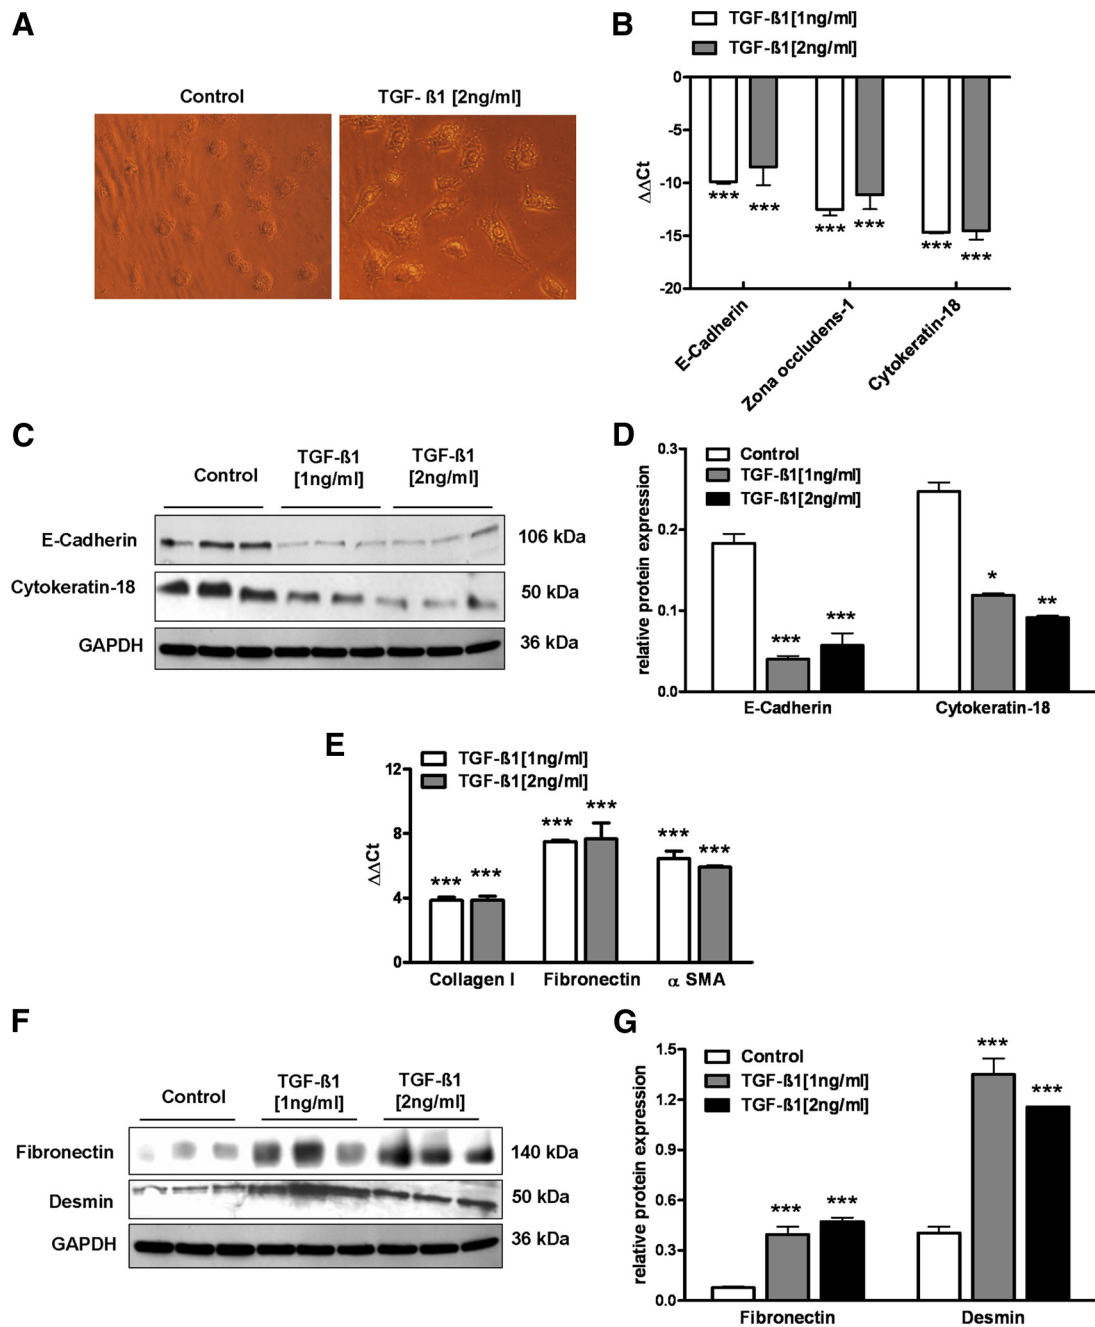 A
Control
TGF- ß1 [2ng/ml]
B
TGF-ß1[1ng/ml]
TGF-ß1[2ng/ml]
ΔΔCt
0
-5
-10
-15
-20
***
***
***
***
***
***
E-Cadherin
Zona occludens-1
Cytokeratin-18
C
Control
TGF-ß1
[1ng/ml]
TGF-ß1
[2ng/ml]
E-Cadherin
106 kDa
Cytokeratin-18
50 kDa
GAPDH
36 kDa
D
Control
TGF-ß1[1ng/ml]
TGF-ß1[2ng/ml]
relative protein expression
0.3
0.2
0.1
0.0
***
***
*
**
E-Cadherin
Cytokeratin-18
E
TGF-ß1[1ng/ml]
TGF-ß1[2ng/ml]
ΔΔCt
12
8
4
0
***
***
***
***
***
***
Collagen I
Fibronectin
α SMA
F
Control
TGF-ß1
[1ng/ml]
TGF-ß1
[2ng/ml]
Fibronectin
140 kDa
Desmin
50 kDa
GAPDH
36 kDa
G
Control
TGF-ß1[1ng/ml]
TGF-ß1[2ng/ml]
relative protein expression
1.5
1.2
0.9
0.6
0.3
0.0
***
***
***
***
Fibronectin
Desmin